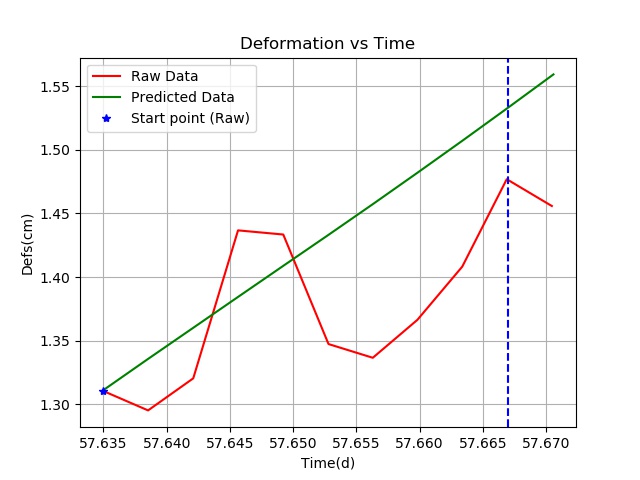 Deformation vs Time
Raw Data
Predicted Data
Start point (Raw)
Defs(cm)
1.55
1.50
1.45
1.40
1.35
1.30
57.635 57.640 57.645 57.650 57.655 57.660 57.665 57.670
Time(d)